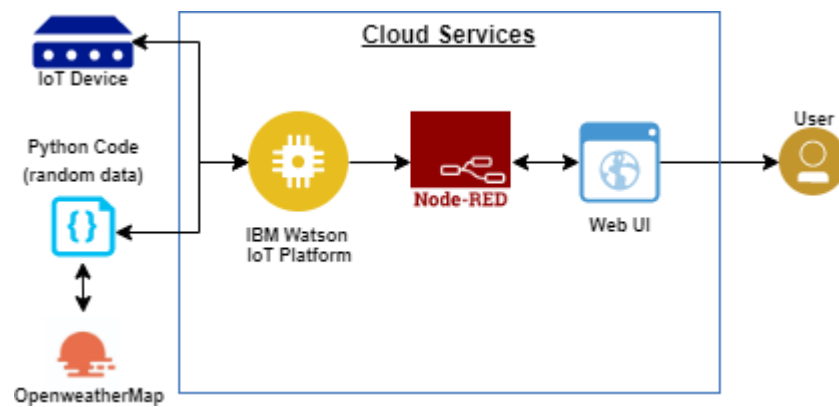 Cloud Services
IoT Device
Python Code
(random data)
{}
IBM Watson
IoT Platform
Node-RED
Web UI
User
OpenweatherMap